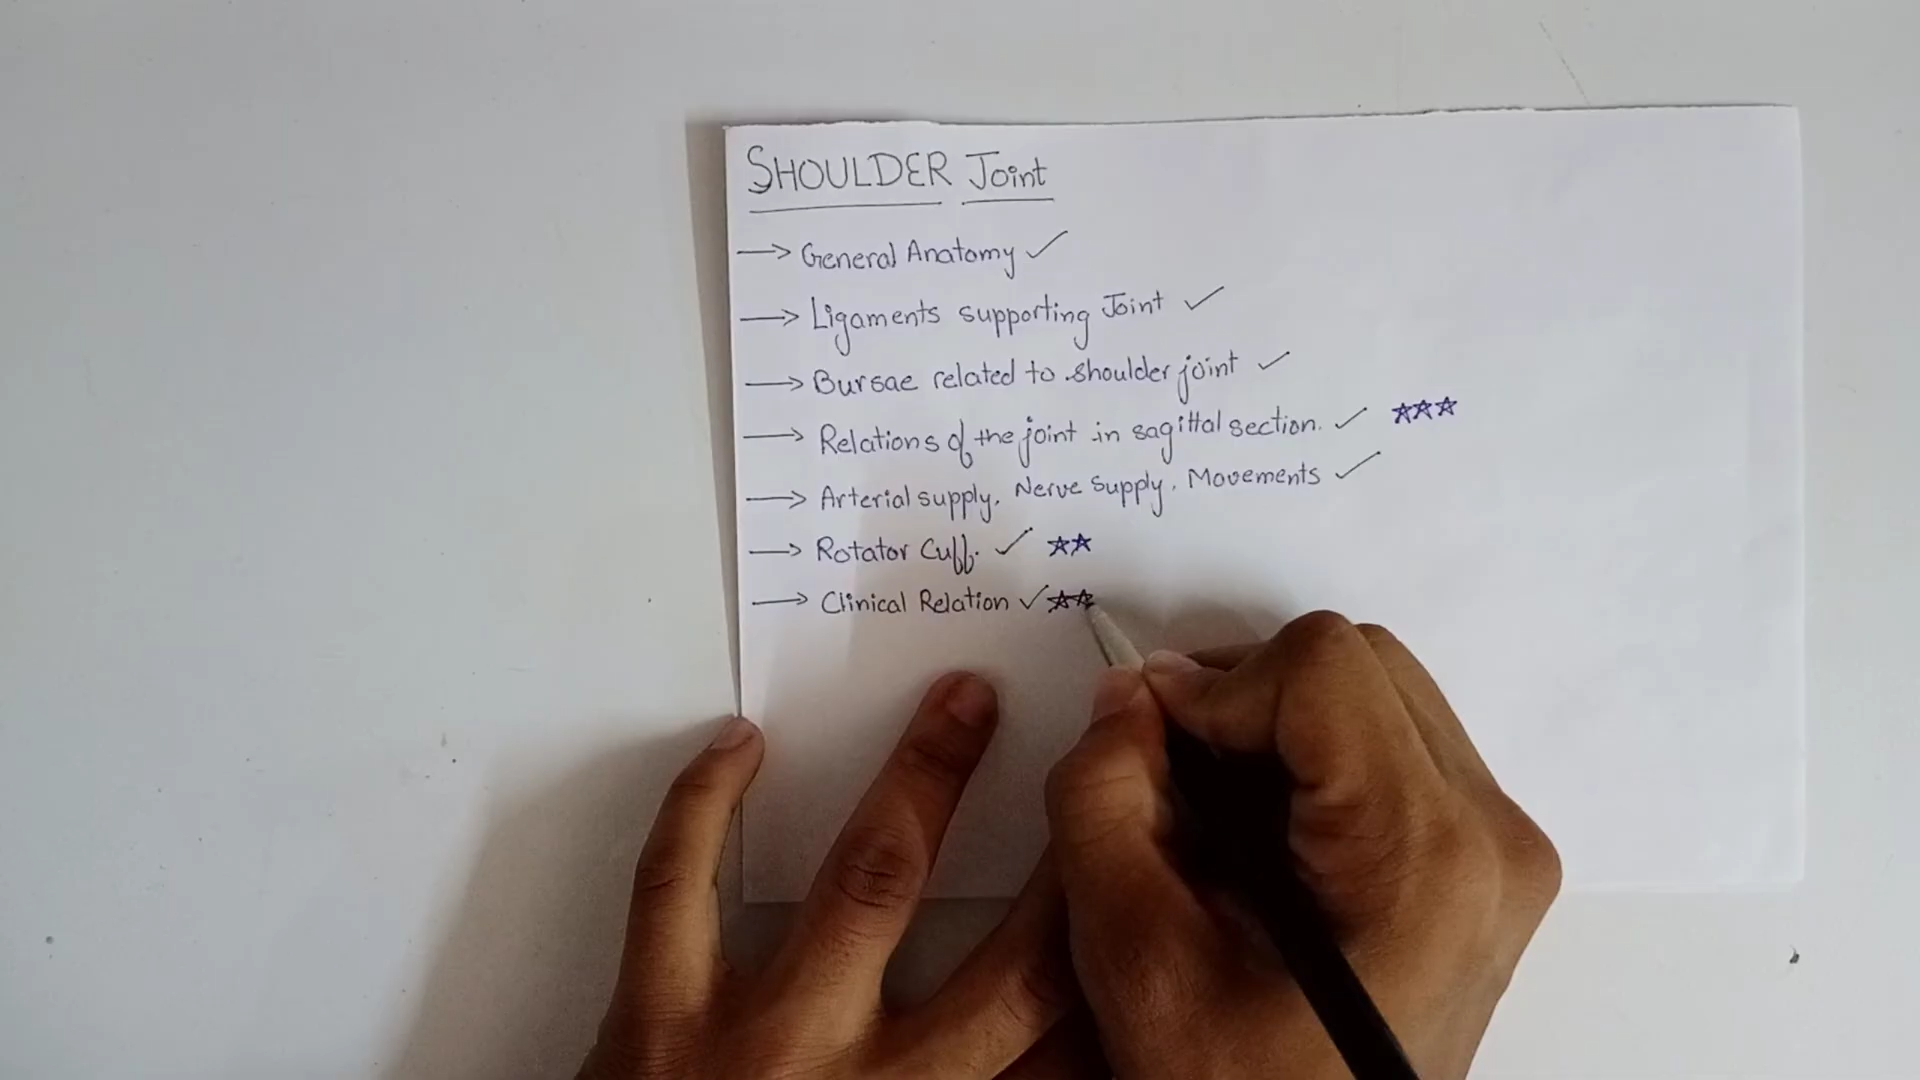 SHOULDER Joint
→ General Anatomy ✓
→ Ligaments supporting Joint ✓
→ Bursae related to shoulder joint ✓
→ Relations of the joint in sagittal section. ✓ ☆☆☆
→ Arterial supply, Nerve Supply, Movements ✓
→ Rotator Cuff. ✓ ☆☆
→ Clinical Relation ✓ ☆☆